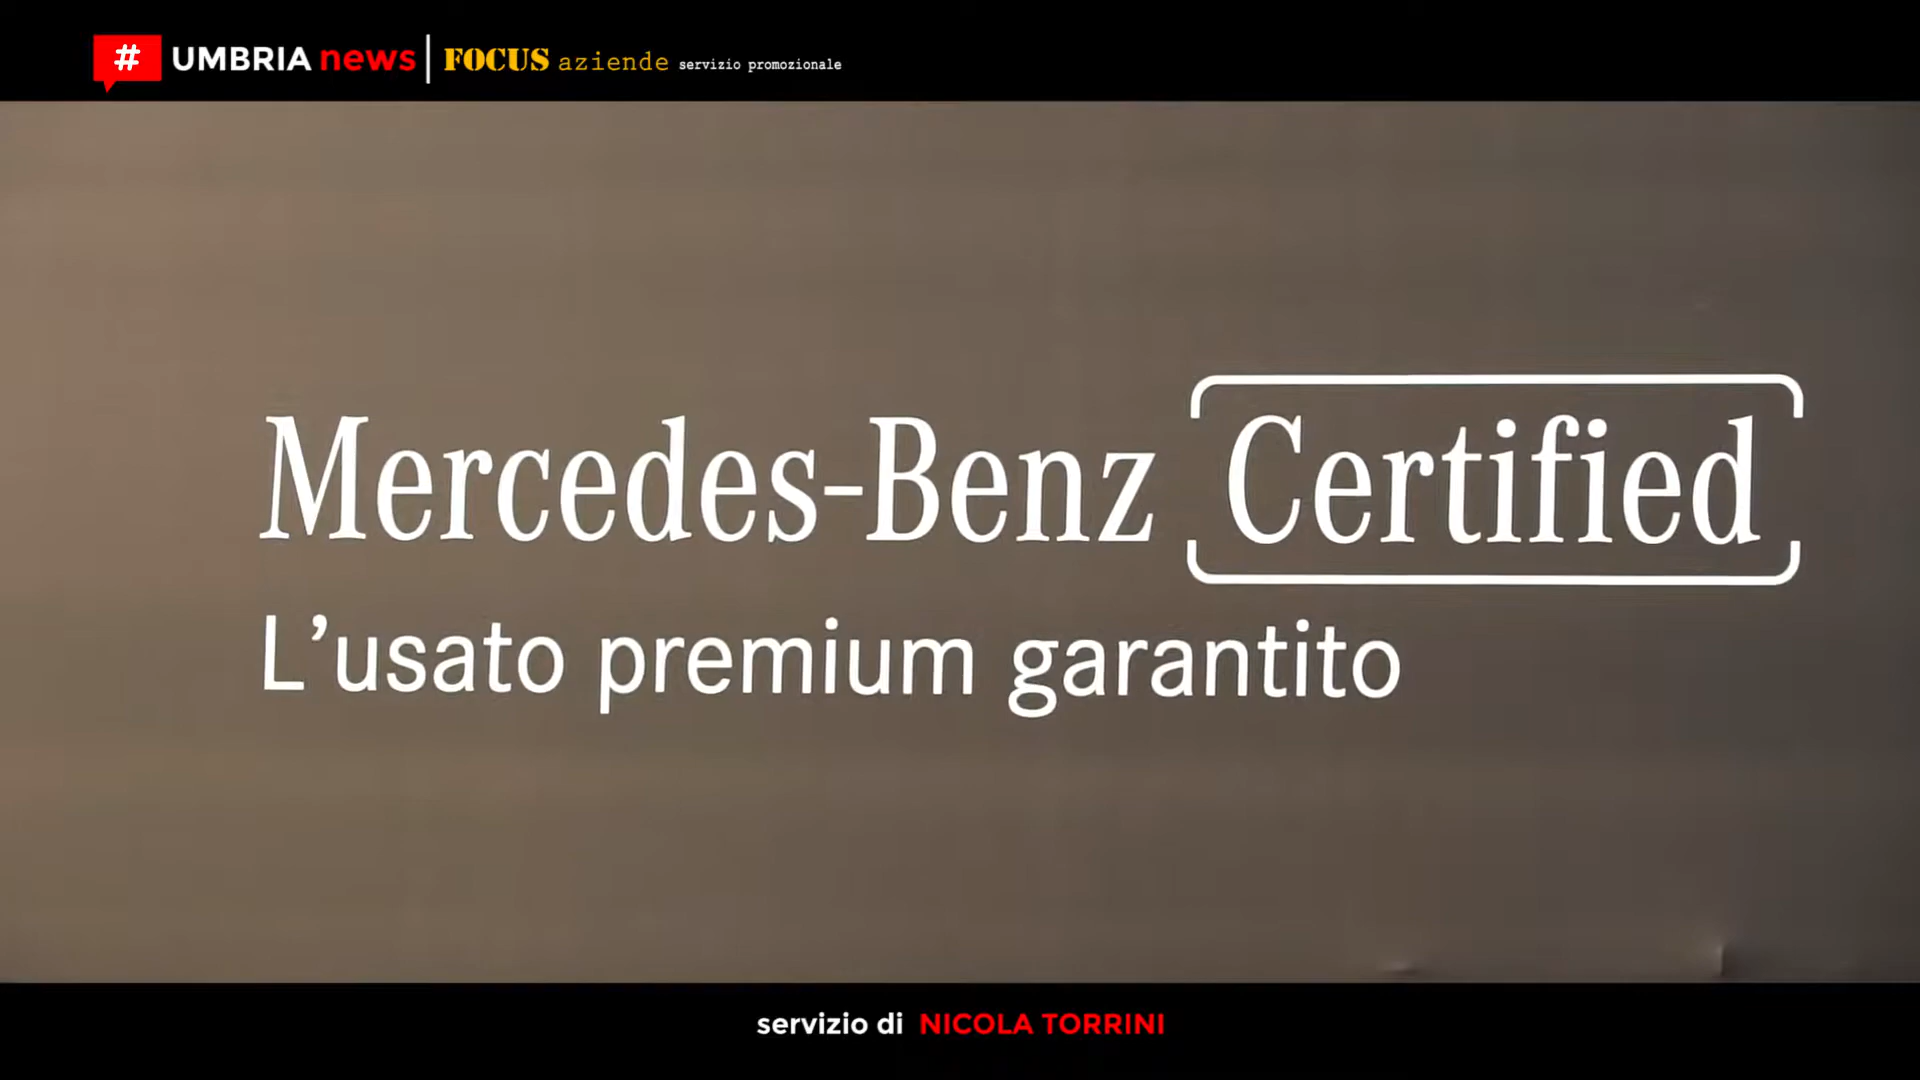 # UMBRIA news FOCUS aziende servizio promozionale
Mercedes-Benz Certified
L’usato premium garantito
servizio di NICOLA TORRINI